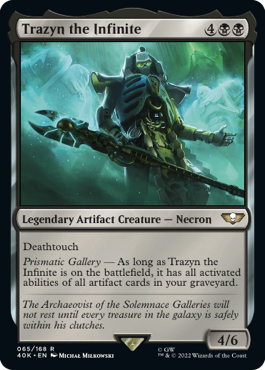 Trazyn the Infinite 4
Legendary Artifact Creature — Necron
Deathtouch
Prismatic Gallery — As long as Trazyn the
Infinite is on the battlefield, it has all activated
abilities of all artifact cards in your graveyard.
The Archaeovist of the Solemnace Galleries will
not rest until every treasure in the galaxy is safely
within his clutches.
4/6
065/168 R
40K • EN Michał Miłkowski
© GW
™ & © 2022 Wizards of the Coast